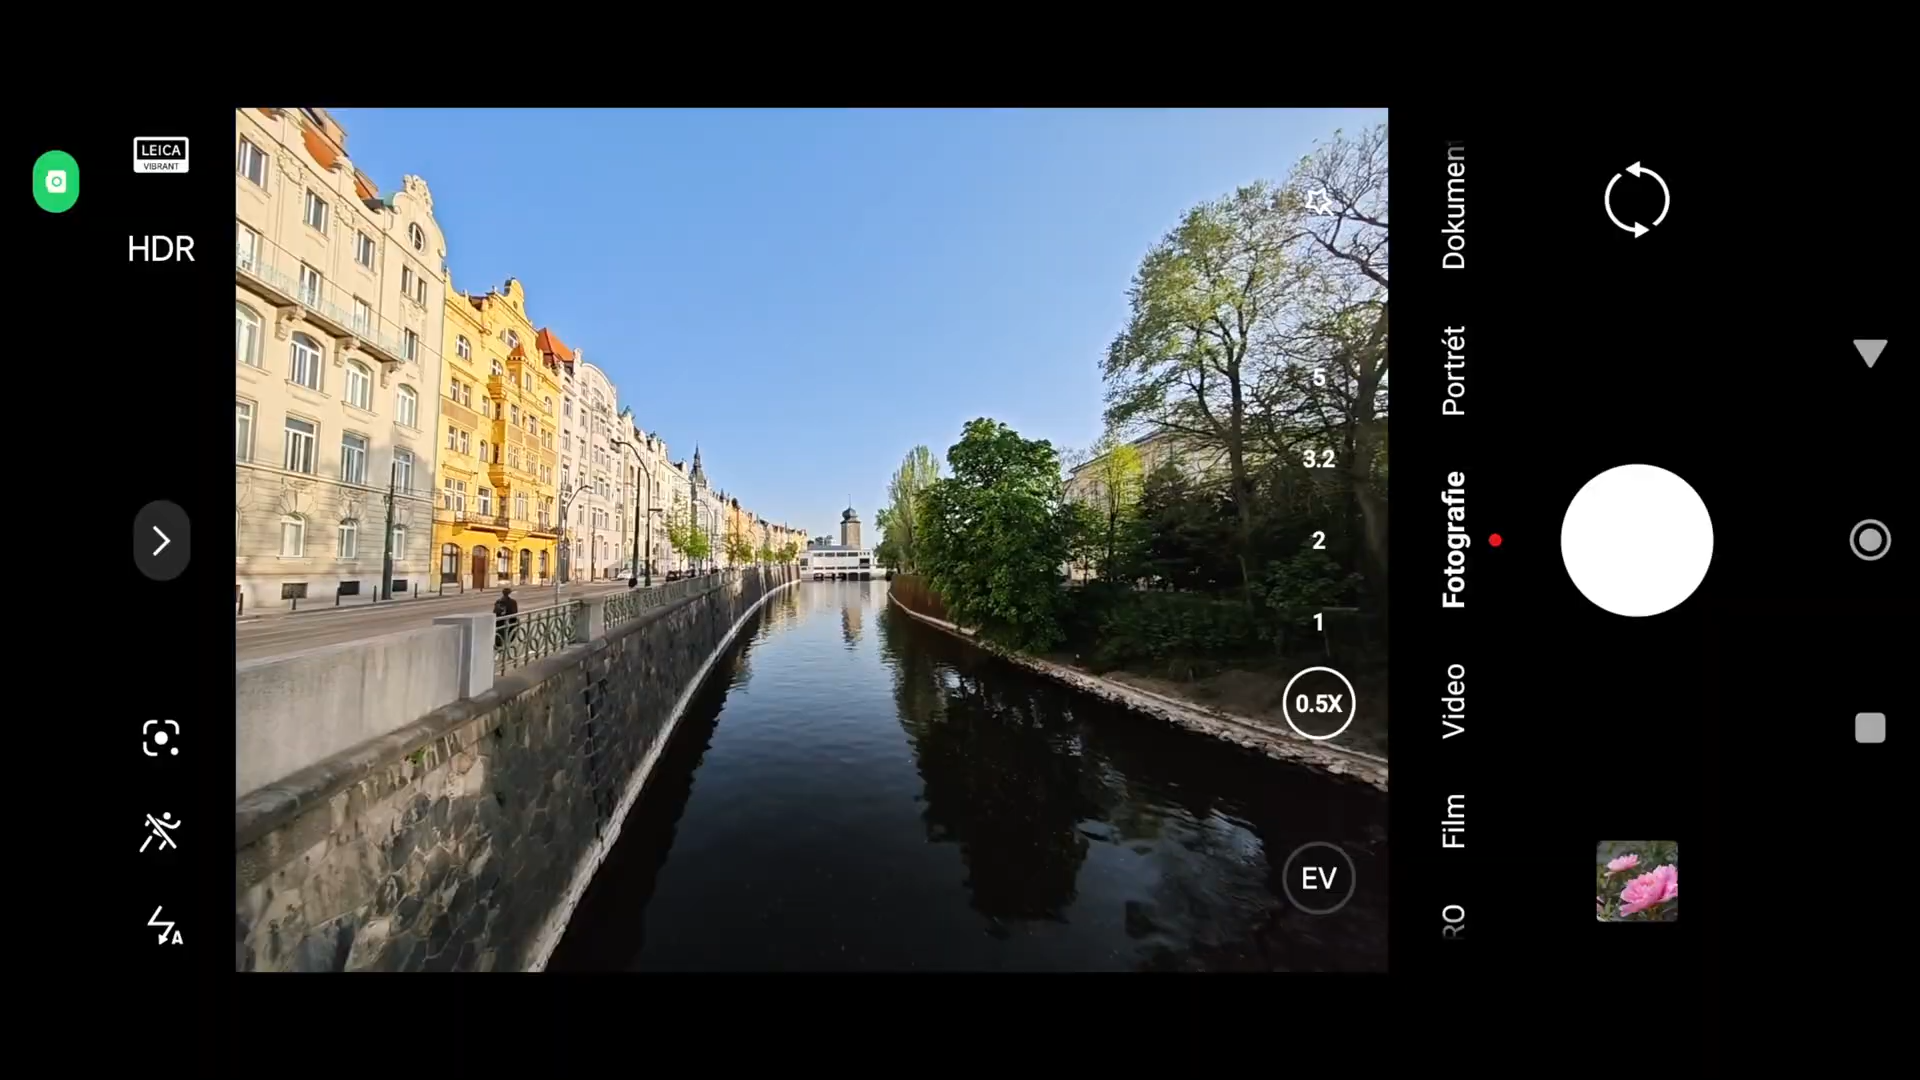 LEICA
VIBRANT
HDR
5
3.2
2
1
0.5X
EV
A
Dokument
Portrét
Fotografie
Video
Film
RO